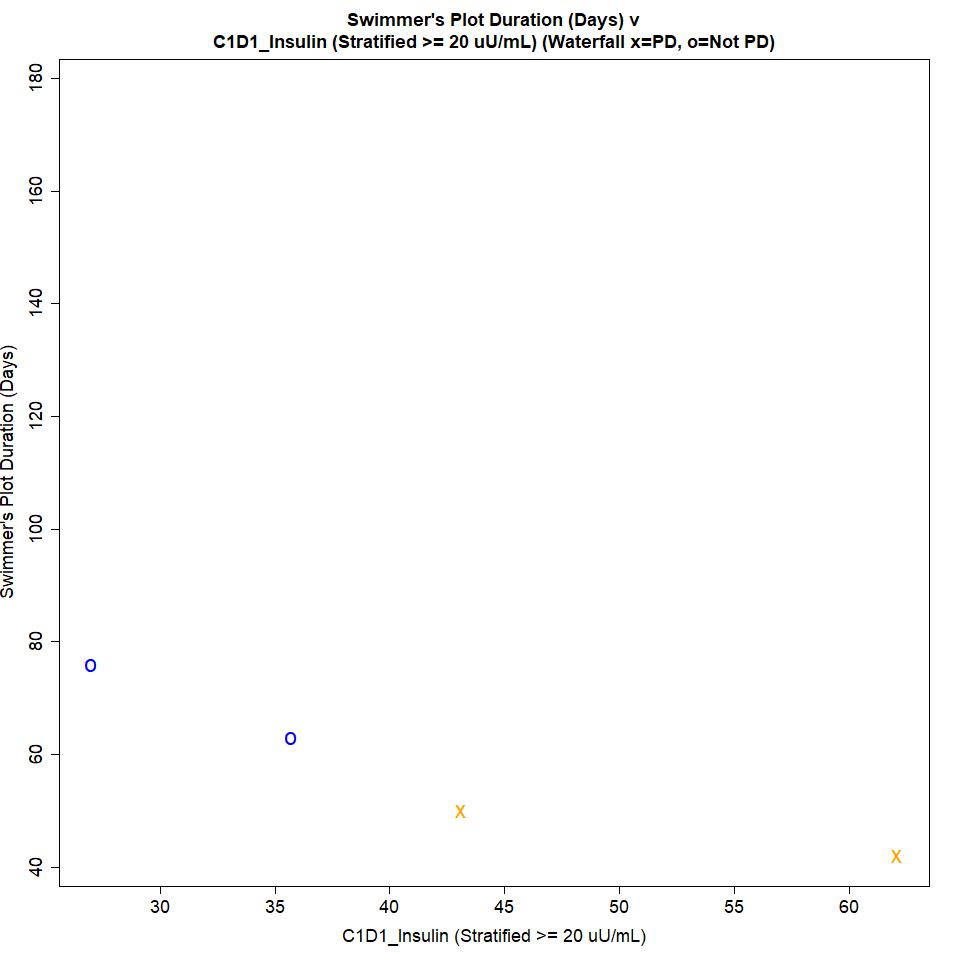 Swimmer's Plot Duration (Days) v
C1D1_Insulin (Stratified >= 20 uU/mL) (Waterfall x=PD, o=Not PD)
Swimmer's Plot Duration (Days)
180
160
140
120
100
80
60
40
o
o
x
x
30 35 40 45 50 55 60
C1D1_Insulin (Stratified >= 20 uU/mL)